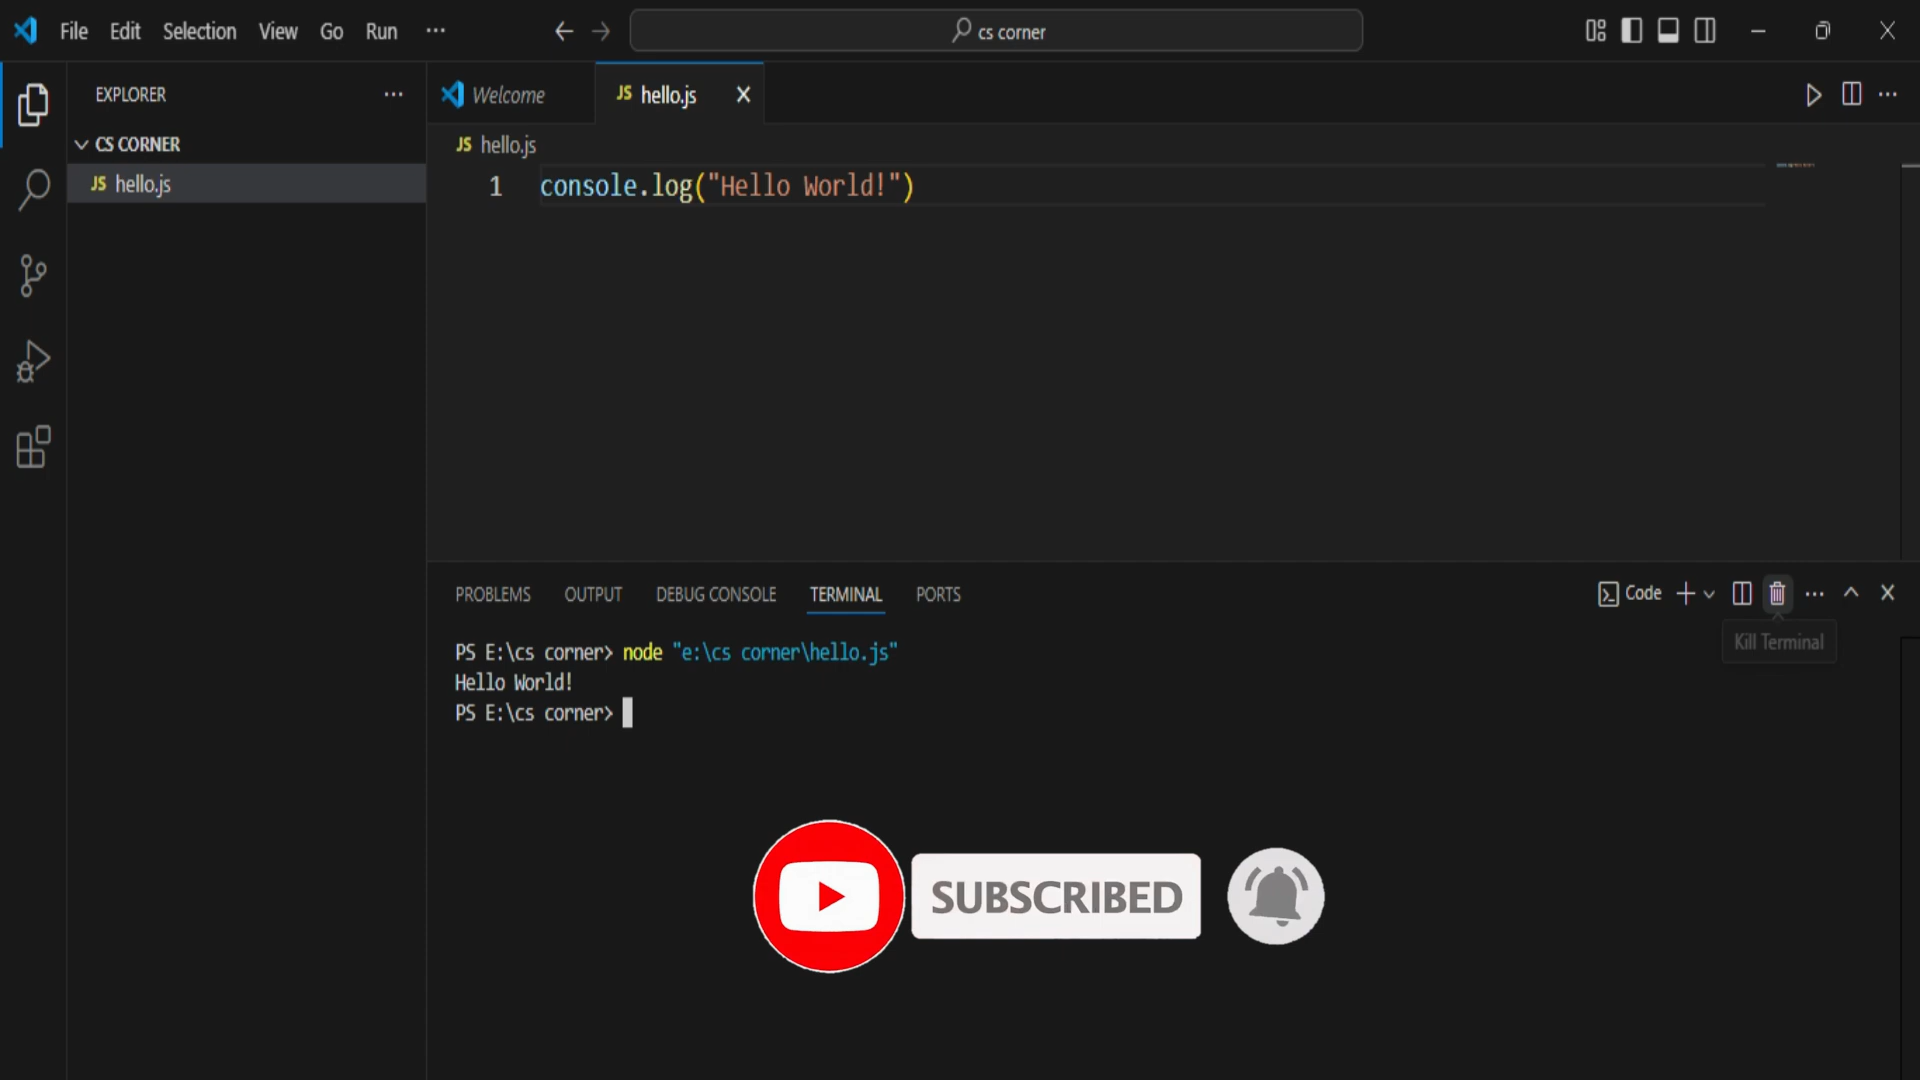 File Edit Selection View Go Run ···
cs corner
EXPLORER ···
Welcome
JS hello.js
CS CORNER
JS hello.js
JS hello.js
1 console.log("Hello World!")
PROBLEMS OUTPUT DEBUG CONSOLE TERMINAL PORTS
Code
Kill Terminal
PS E:\cs corner> node "e:\cs corner\hello.js"
Hello World!
PS E:\cs corner>
SUBSCRIBED